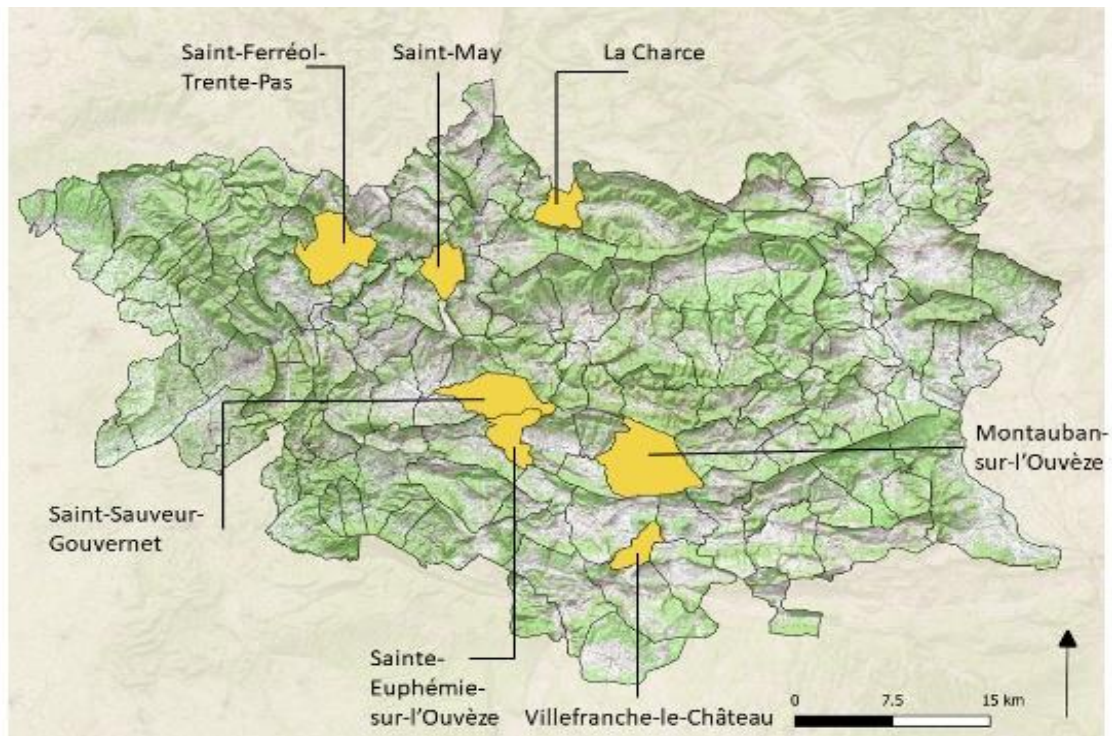 Saint-Ferréol-
Trente-Pas
Saint-May
La Charce
Montauban-
sur-l'Ouvèze
Saint-Sauveur-
Gouvernet
Sainte-
Euphémie-
sur-l'Ouvèze
Villefranche-le-Château
0 7.5 15 km